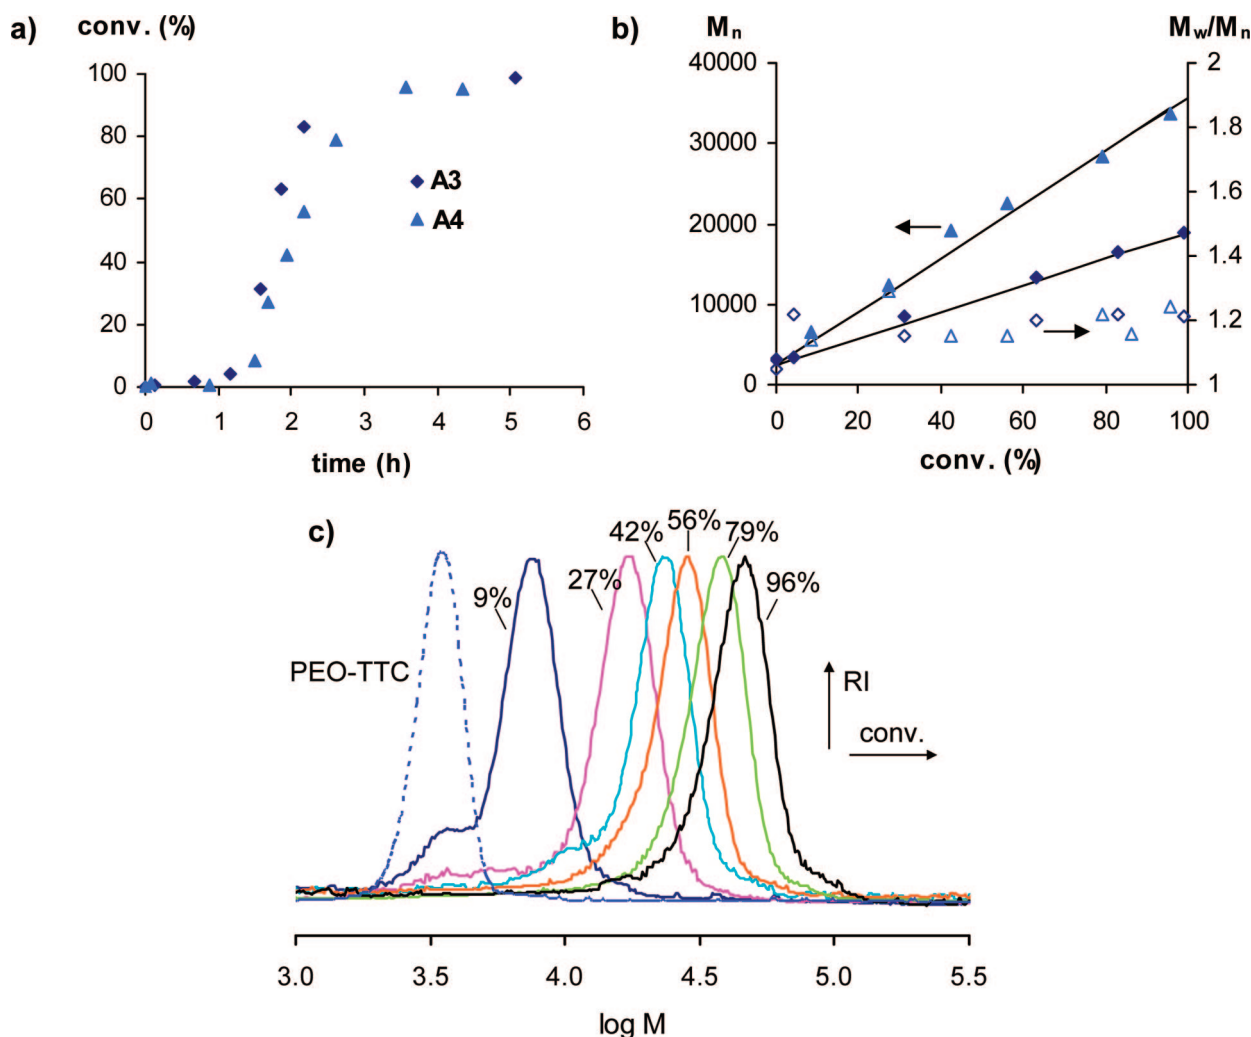 a)
conv. (%)
100
80
60
40
20
0
0 1 2 3 4 5 6
time (h)
A3
A4
b)
Mn
Mw/Mn
40000
30000
20000
10000
0
2
1.8
1.6
1.4
1.2
1
0 20 40 60 80 100
conv. (%)
c)
PEO-TTC
9%
27%
42%
56%
79%
96%
RI
conv.
3.0 3.5 4.0 4.5 5.0 5.5
log M